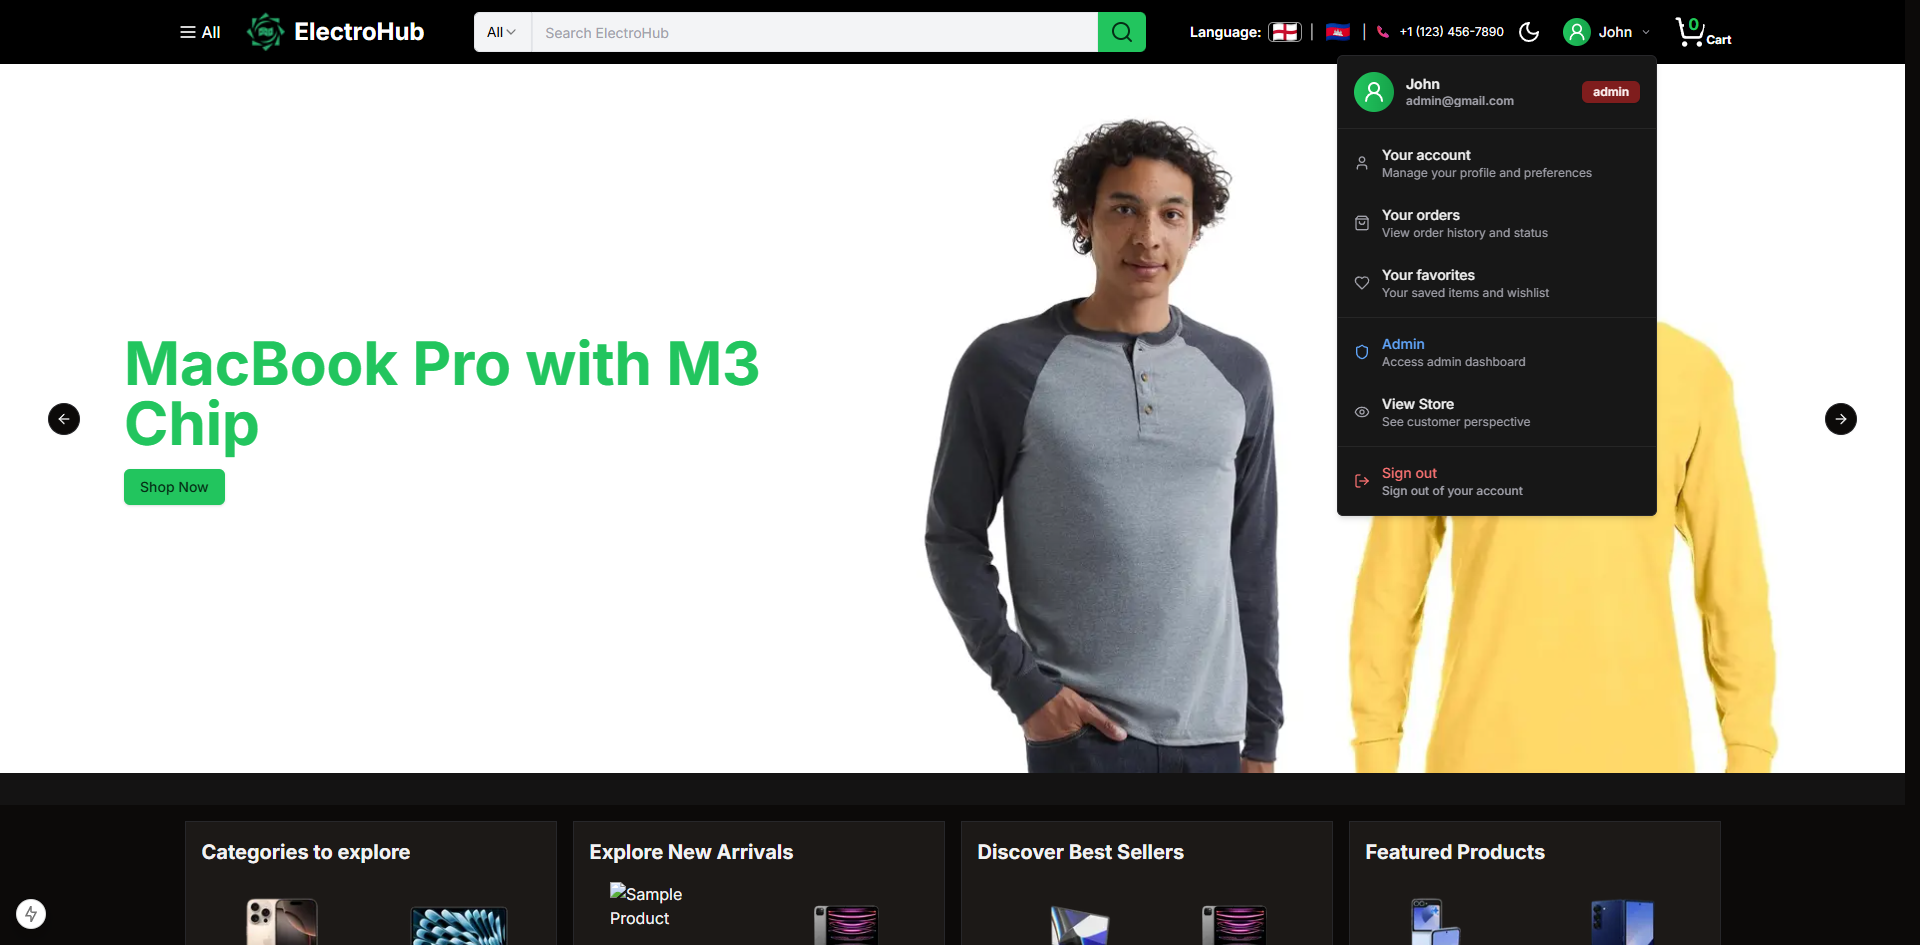 All
ElectroHub
All
Search ElectroHub
Language:
|
|
+1 (123) 456-7890
John
0
Cart
John
admin@gmail.com
admin
Your account
Manage your profile and preferences
Your orders
View order history and status
Your favorites
Your saved items and wishlist
Admin
Access admin dashboard
View Store
See customer perspective
Sign out
Sign out of your account
MacBook Pro with M3
Chip
Shop Now
Categories to explore
Explore New Arrivals
Discover Best Sellers
Featured Products
Sample
Product